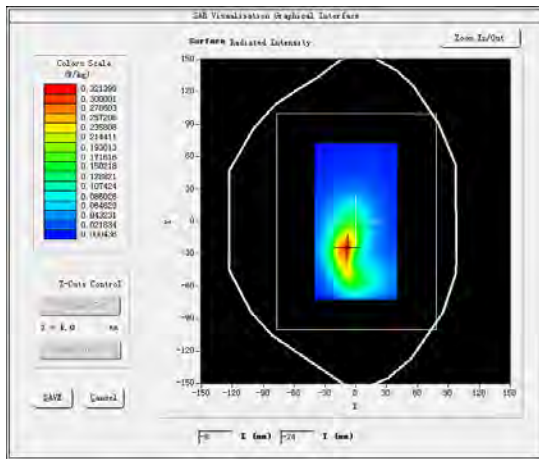 SAR Visualisation Graphical Interface
Surface Radiated Intensity
Zoom In/Out
Colors Scale
(W/kg)
0.321399
0.300001
0.278603
0.257206
0.235808
0.214411
0.193013
0.171616
0.150218
0.128821
0.107424
0.086026
0.064629
0.043231
0.021834
0.000436
150
120
90
60
30
0
-30
-60
-90
-120
-150
Y
-150 -120 -90 -60 -30 0 30 60 90 120 150
X
Z-Cuts Control
Z = mm
SAVE Cancel
-8 X (mm) -24 Y (mm)